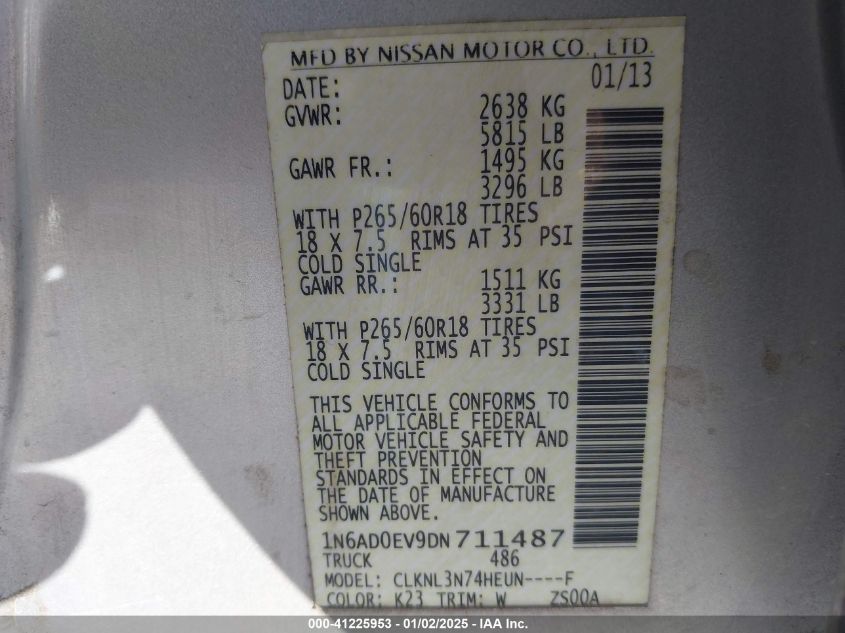 MFD BY NISSAN MOTOR CO., LTD.
DATE: 01/13
GVWR: 2638 KG
5815 LB
GAWR FR.: 1495 KG
3296 LB
WITH P265/60R18 TIRES
18 X 7.5 RIMS AT 35 PSI
COLD SINGLE
GAWR RR.: 1511 KG
3331 LB
WITH P265/60R18 TIRES
18 X 7.5 RIMS AT 35 PSI
COLD SINGLE
THIS VEHICLE CONFORMS TO
ALL APPLICABLE FEDERAL
MOTOR VEHICLE SAFETY AND
THEFT PREVENTION
STANDARDS IN EFFECT ON
THE DATE OF MANUFACTURE
SHOWN ABOVE.
1N6AD0EV9DN711487
TRUCK 486
MODEL: CLKNL3N74HEUN----F
COLOR: K23 TRIM: W ZS00A
000-41225953 - 01/02/2025 - IAA Inc.